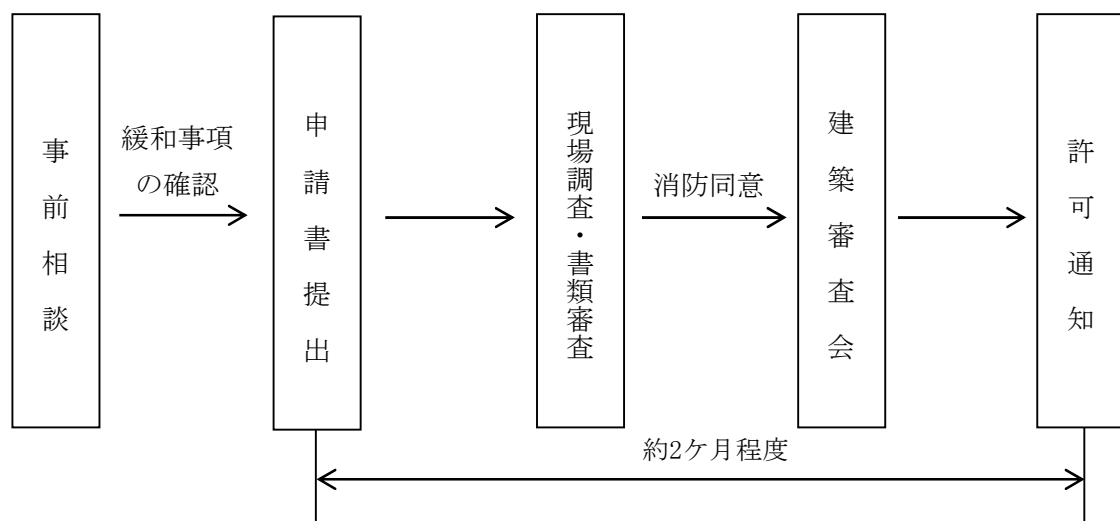 事前相談
緩和事項
の確認
申請書提出
現場調査・書類審査
消防同意
建築審査会
許可通知
約2ケ月程度